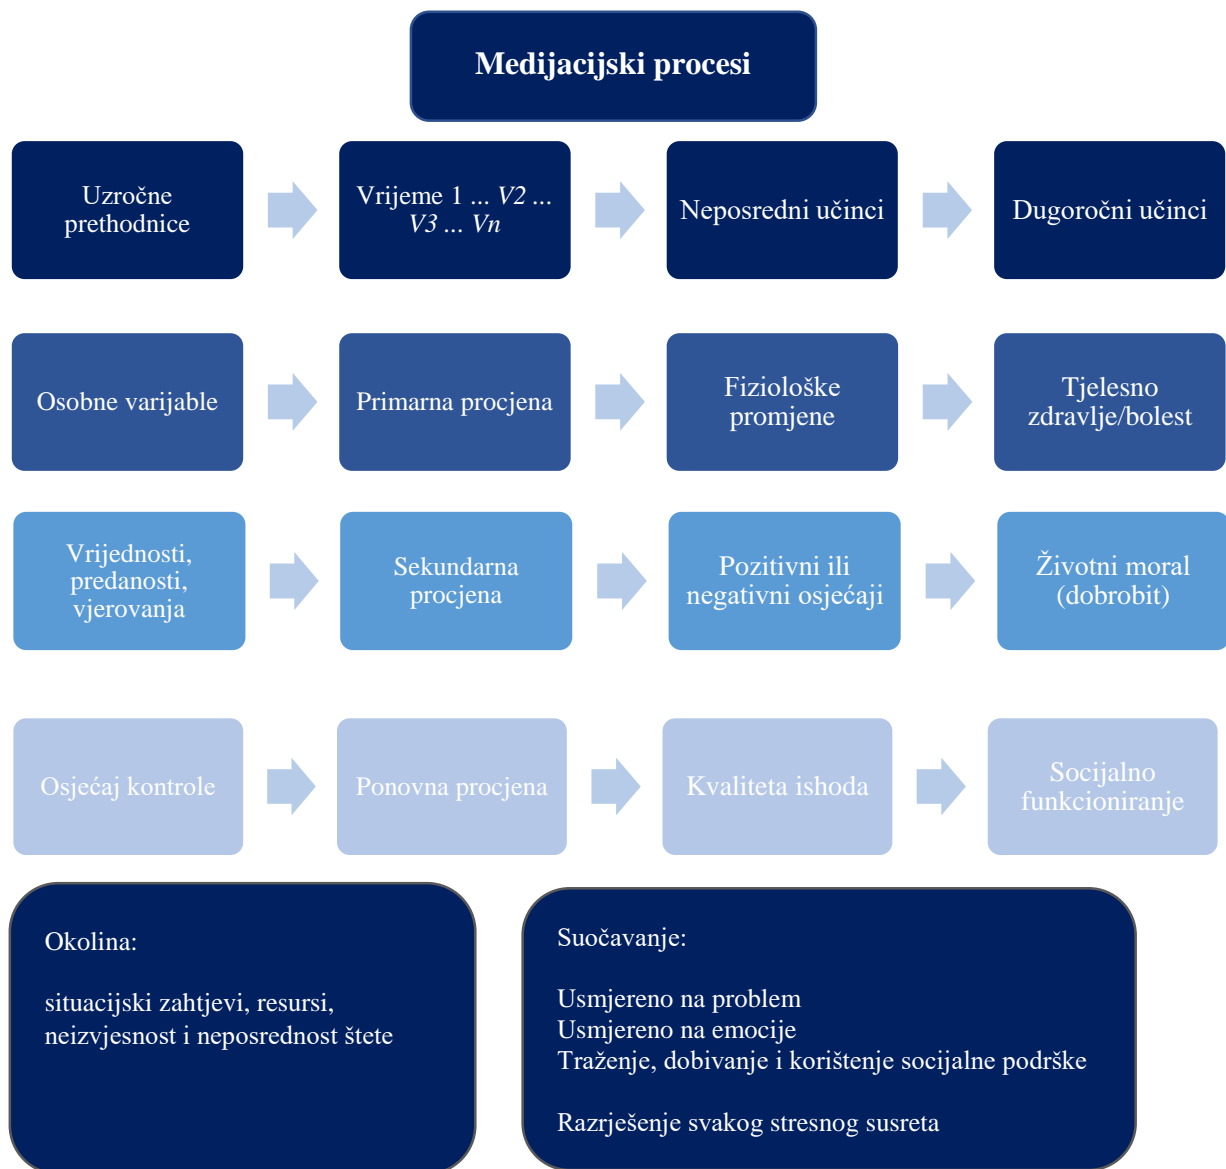 Medijacijski procesi
Uzročne
prethodnice
Vrijeme 1 ... V2 ...
V3 ... Vn
Neposredni učinci
Dugoročni učinci
Osobne varijable
Primarna procjena
Fiziološke
promjene
Tjelesno
zdravlje/bolest
Vrijednosti,
predanosti,
vjerovanja
Sekundarna
procjena
Pozitivni ili
negativni osjećaji
Životni moral
(dobrobit)
Osjećaj kontrole
Ponovna procjena
Kvaliteta ishoda
Socijalno
funkcioniranje
Okolina:
situacijski zahtjevi, resursi,
neizvjesnost i neposrednost štete
Suočavanje:
Usmjereno na problem
Usmjereno na emocije
Traženje, dobivanje i korištenje socijalne podrške
Razrješenje svakog stresnog susreta